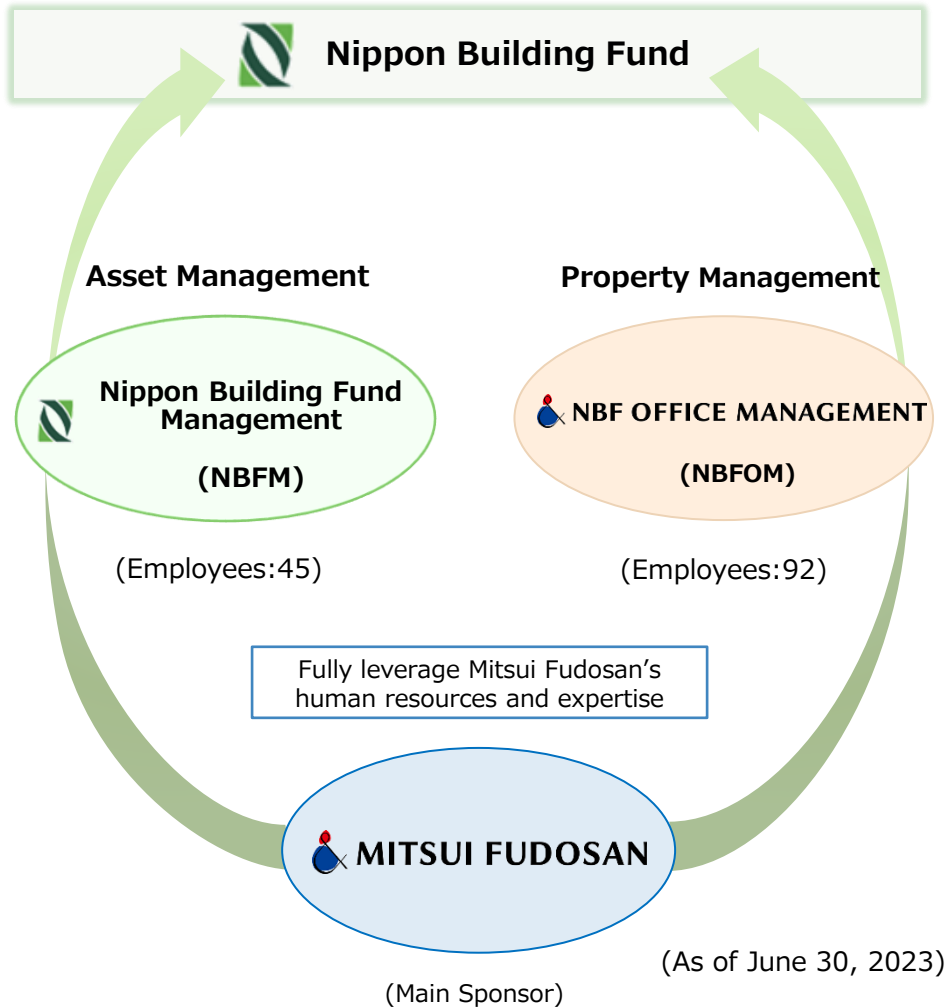 Nippon Building Fund
Asset Management
Property Management
Nippon Building Fund
Management
(NBFM)
NBF OFFICE MANAGEMENT
(NBFOM)
(Employees:45)
(Employees:92)
Fully leverage Mitsui Fudosan’s
human resources and expertise
MITSUI FUDOSAN
(As of June 30, 2023)
(Main Sponsor)